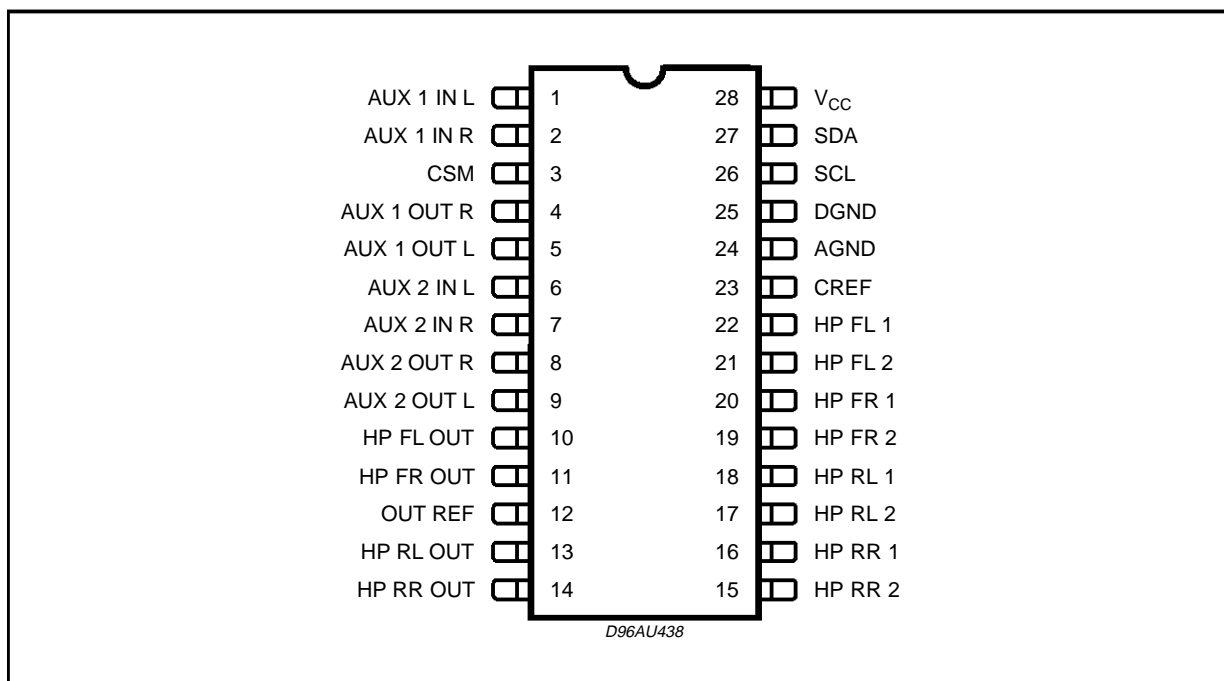 AUX 1 IN L 1 28 VCC
AUX 1 IN R 2 27 SDA
CSM 3 26 SCL
AUX 1 OUT R 4 25 DGND
AUX 1 OUT L 5 24 AGND
AUX 2 IN L 6 23 CREF
AUX 2 IN R 7 22 HP FL 1
AUX 2 OUT R 8 21 HP FL 2
AUX 2 OUT L 9 20 HP FR 1
HP FL OUT 10 19 HP FR 2
HP FR OUT 11 18 HP RL 1
OUT REF 12 17 HP RL 2
HP RL OUT 13 16 HP RR 1
HP RR OUT 14 15 HP RR 2
D96AU438